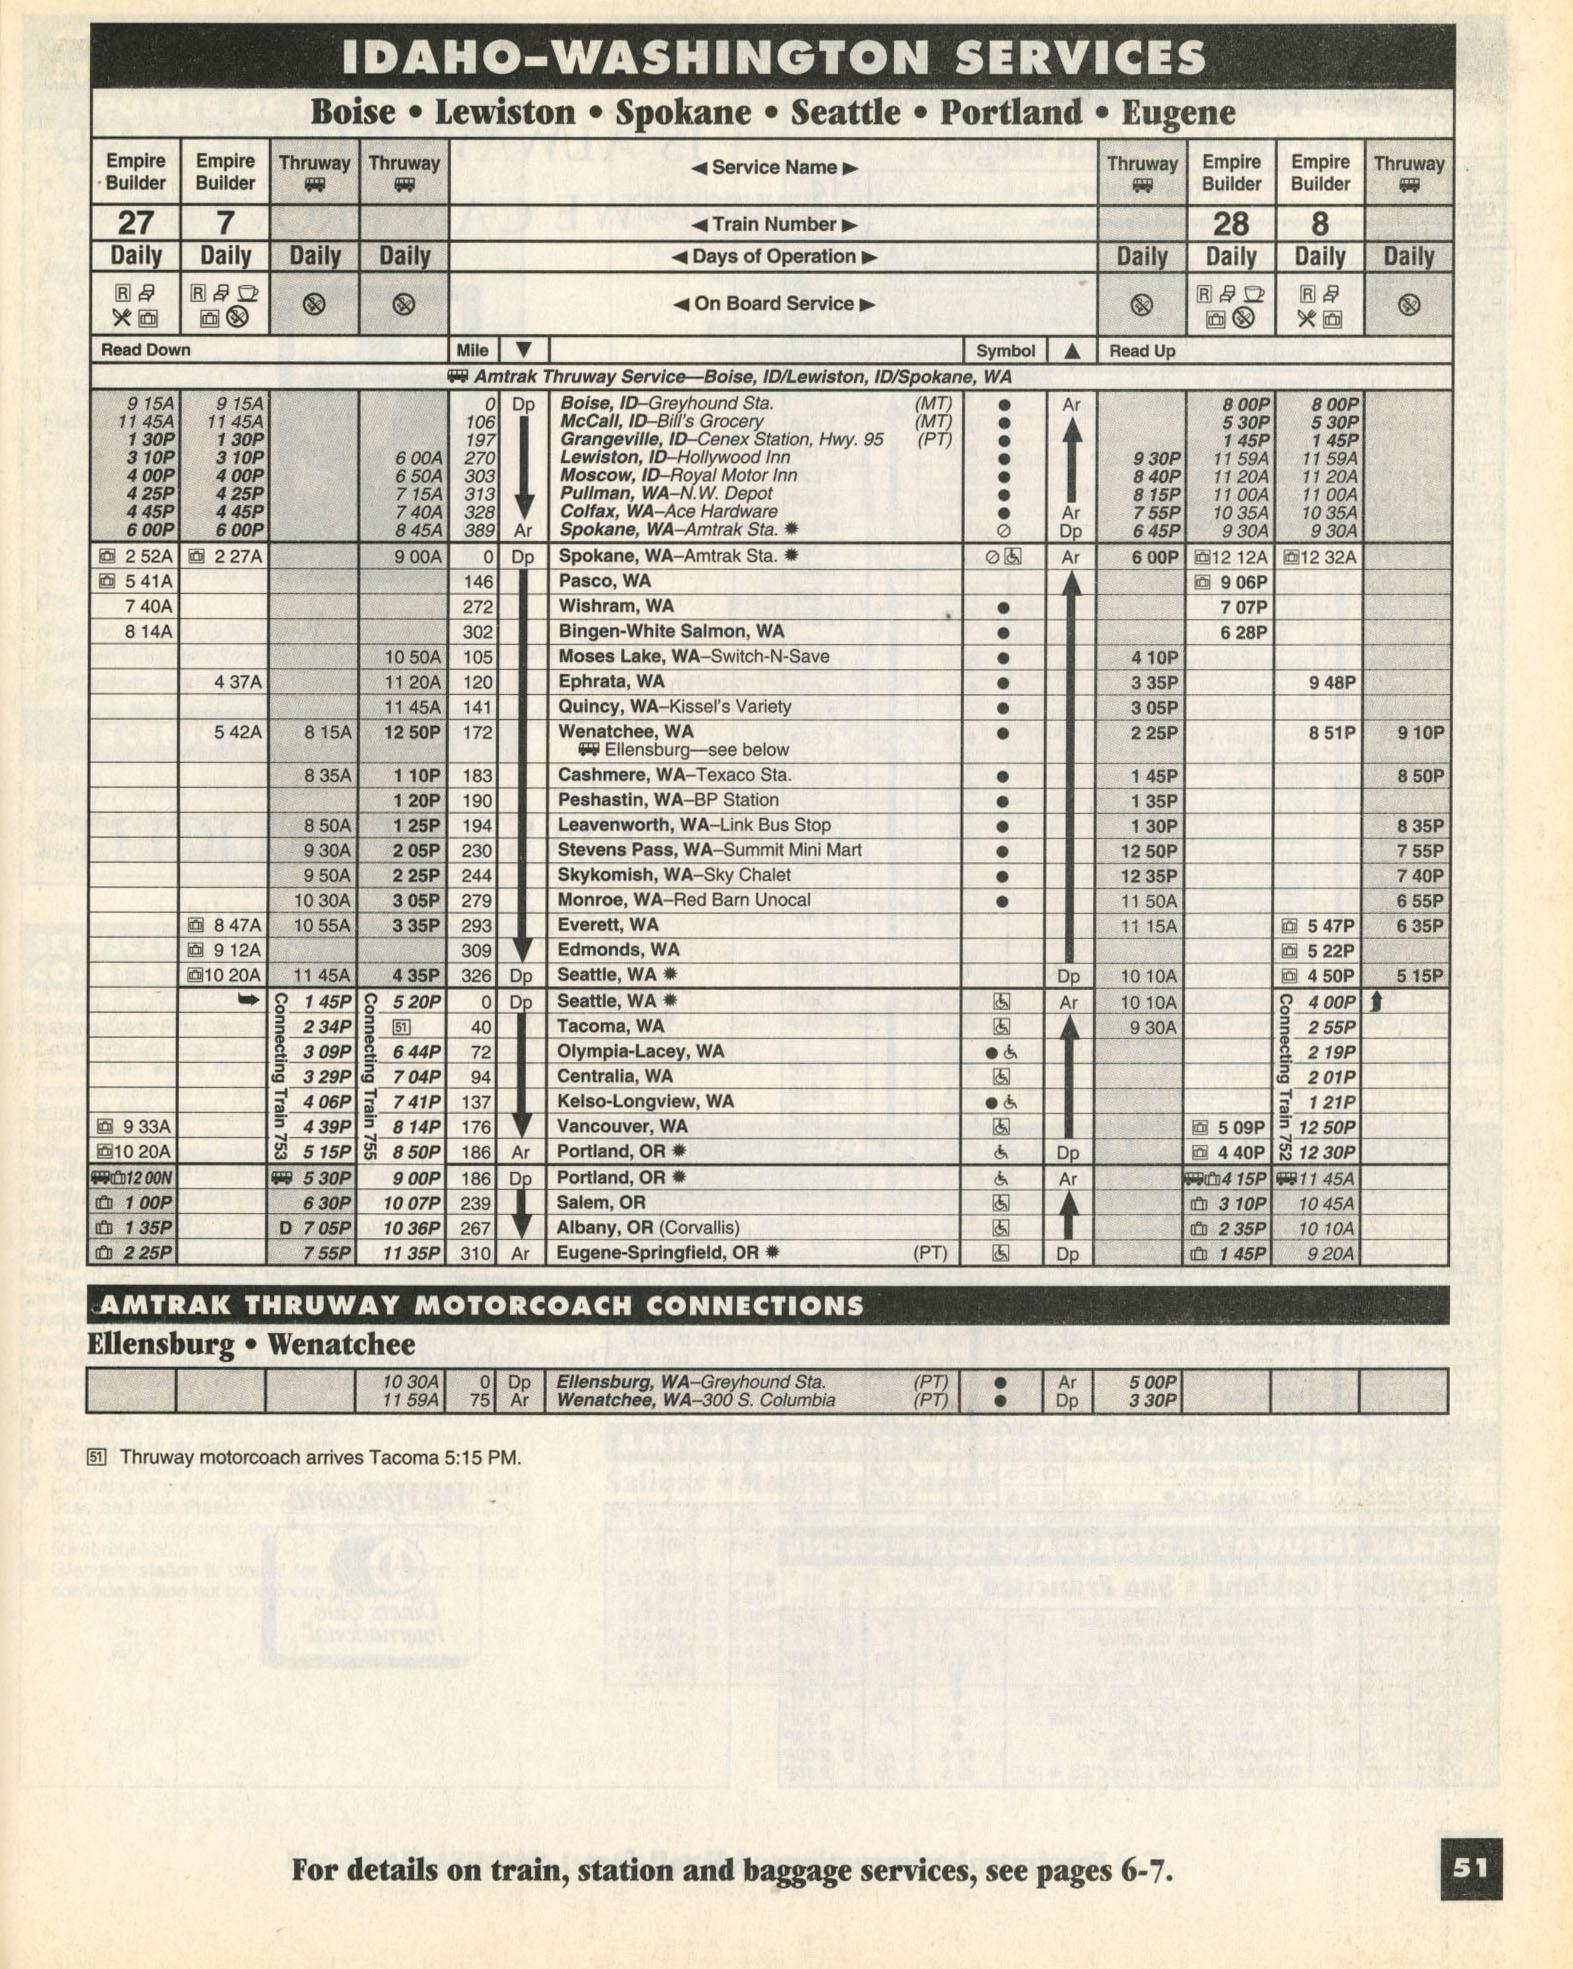 IDAHO–WASHINGTON SERVICES
Boise • Lewiston • Spokane • Seattle • Portland • Eugene
Empire Builder Empire Builder Thruway Thruway ◄ Service Name ► Thruway Empire Builder Empire Builder Thruway
27 7 ◄ Train Number ► 28 8
Daily Daily Daily Daily ◄ Days of Operation ► Daily Daily Daily Daily
R R ◄ On Board Service ► R R
Read Down Mile ▼ Symbol ▲ Read Up
Amtrak Thruway Service—Boise, ID/Lewiston, ID/Spokane, WA
9 15A 9 15A 0 Dp Boise, ID–Greyhound Sta. (MT) ● Ar 8 00P 8 00P
11 45A 11 45A 106 McCall, ID–Bill's Grocery (MT) ● 5 30P 5 30P
1 30P 1 30P 197 Grangeville, ID–Cenex Station, Hwy. 95 (PT) ● 1 45P 1 45P
3 10P 3 10P 6 00A 270 Lewiston, ID–Hollywood Inn ● 9 30P 11 59A 11 59A
4 00P 4 00P 6 50A 303 Moscow, ID–Royal Motor Inn ● 8 40P 11 20A 11 20A
4 25P 4 25P 7 15A 313 Pullman, WA–N.W. Depot ● 8 15P 11 00A 11 00A
4 45P 4 45P 7 40A 328 Colfax, WA–Ace Hardware ● Ar 7 55P 10 35A 10 35A
6 00P 6 00P 8 45A 389 Ar Spokane, WA–Amtrak Sta. ✹ Dp 6 45P 9 30A 9 30A
2 52A 2 27A 9 00A 0 Dp Spokane, WA–Amtrak Sta. ✹ Ar 6 00P 12 12A 12 32A
5 41A 146 Pasco, WA 9 06P
7 40A 272 Wishram, WA ● 7 07P
8 14A 302 Bingen-White Salmon, WA ● 6 28P
10 50A 105 Moses Lake, WA–Switch-N-Save ● 4 10P
4 37A 11 20A 120 Ephrata, WA ● 3 35P 9 48P
11 45A 141 Quincy, WA–Kissel's Variety ● 3 05P
5 42A 8 15A 12 50P 172 Wenatchee, WA ● 2 25P 8 51P 9 10P
Ellensburg—see below
8 35A 1 10P 183 Cashmere, WA–Texaco Sta. ● 1 45P 8 50P
1 20P 190 Peshastin, WA–BP Station ● 1 35P
8 50A 1 25P 194 Leavenworth, WA–Link Bus Stop ● 1 30P 8 35P
9 30A 2 05P 230 Stevens Pass, WA–Summit Mini Mart ● 12 50P 7 55P
9 50A 2 25P 244 Skykomish, WA–Sky Chalet ● 12 35P 7 40P
10 30A 3 05P 279 Monroe, WA–Red Barn Unocal ● 11 50A 6 55P
8 47A 10 55A 3 35P 293 Everett, WA 11 15A 5 47P 6 35P
9 12A 309 Edmonds, WA 5 22P
10 20A 11 45A 4 35P 326 Dp Seattle, WA ✹ Dp 10 10A 4 50P 5 15P
Connecting Train 753 Connecting Train 755 Connecting Train 752
1 45P 5 20P 0 Dp Seattle, WA ✹ Ar 10 10A 4 00P
2 34P 51 40 Tacoma, WA 9 30A 2 55P
3 09P 6 44P 72 Olympia-Lacey, WA ● 2 19P
3 29P 7 04P 94 Centralia, WA 2 01P
4 06P 7 41P 137 Kelso-Longview, WA ● 1 21P
9 33A 4 39P 8 14P 176 Vancouver, WA 5 09P 12 50P
10 20A 5 15P 8 50P 186 Ar Portland, OR ✹ Dp 4 40P 12 30P
12 00N 5 30P 9 00P 186 Dp Portland, OR ✹ Ar 4 15P 11 45A
1 00P 6 30P 10 07P 239 Salem, OR 3 10P 10 45A
1 35P D 7 05P 10 36P 267 Albany, OR (Corvallis) 2 35P 10 10A
2 25P 7 55P 11 35P 310 Ar Eugene-Springfield, OR ✹ (PT) Dp 1 45P 9 20A
AMTRAK THRUWAY MOTORCOACH CONNECTIONS
Ellensburg • Wenatchee
10 30A 0 Dp Ellensburg, WA–Greyhound Sta. (PT) ● Ar 5 00P
11 59A 75 Ar Wenatchee, WA–300 S. Columbia (PT) ● Dp 3 30P
51 Thruway motorcoach arrives Tacoma 5:15 PM.
For details on train, station and baggage services, see pages 6-7.
51